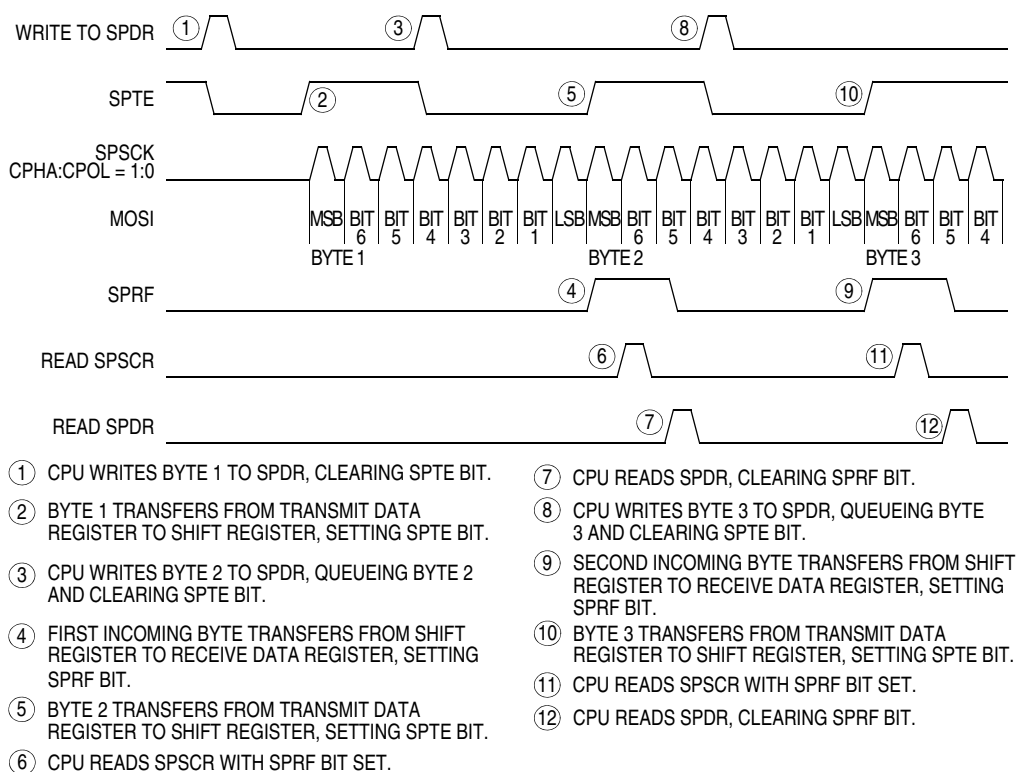 WRITE TO SPDR
1
3
8
SPTE
2
5
10
SPSCK
CPHA:CPOL = 1:0
MOSI
MSB BIT BIT BIT BIT BIT BIT LSB MSB BIT BIT BIT BIT BIT BIT LSB MSB BIT BIT BIT
6 5 4 3 2 1 6 5 4 3 2 1 6 5 4
BYTE 1 BYTE 2 BYTE 3
SPRF
4
9
READ SPSCR
6
11
READ SPDR
7
12
1 CPU WRITES BYTE 1 TO SPDR, CLEARING SPTE BIT.
2 BYTE 1 TRANSFERS FROM TRANSMIT DATA
REGISTER TO SHIFT REGISTER, SETTING SPTE BIT.
3 CPU WRITES BYTE 2 TO SPDR, QUEUEING BYTE 2
AND CLEARING SPTE BIT.
4 FIRST INCOMING BYTE TRANSFERS FROM SHIFT
REGISTER TO RECEIVE DATA REGISTER, SETTING
SPRF BIT.
5 BYTE 2 TRANSFERS FROM TRANSMIT DATA
REGISTER TO SHIFT REGISTER, SETTING SPTE BIT.
6 CPU READS SPSCR WITH SPRF BIT SET.
7 CPU READS SPDR, CLEARING SPRF BIT.
8 CPU WRITES BYTE 3 TO SPDR, QUEUEING BYTE
3 AND CLEARING SPTE BIT.
9 SECOND INCOMING BYTE TRANSFERS FROM SHIFT
REGISTER TO RECEIVE DATA REGISTER, SETTING
SPRF BIT.
10 BYTE 3 TRANSFERS FROM TRANSMIT DATA
REGISTER TO SHIFT REGISTER, SETTING SPTE BIT.
11 CPU READS SPSCR WITH SPRF BIT SET.
12 CPU READS SPDR, CLEARING SPRF BIT.